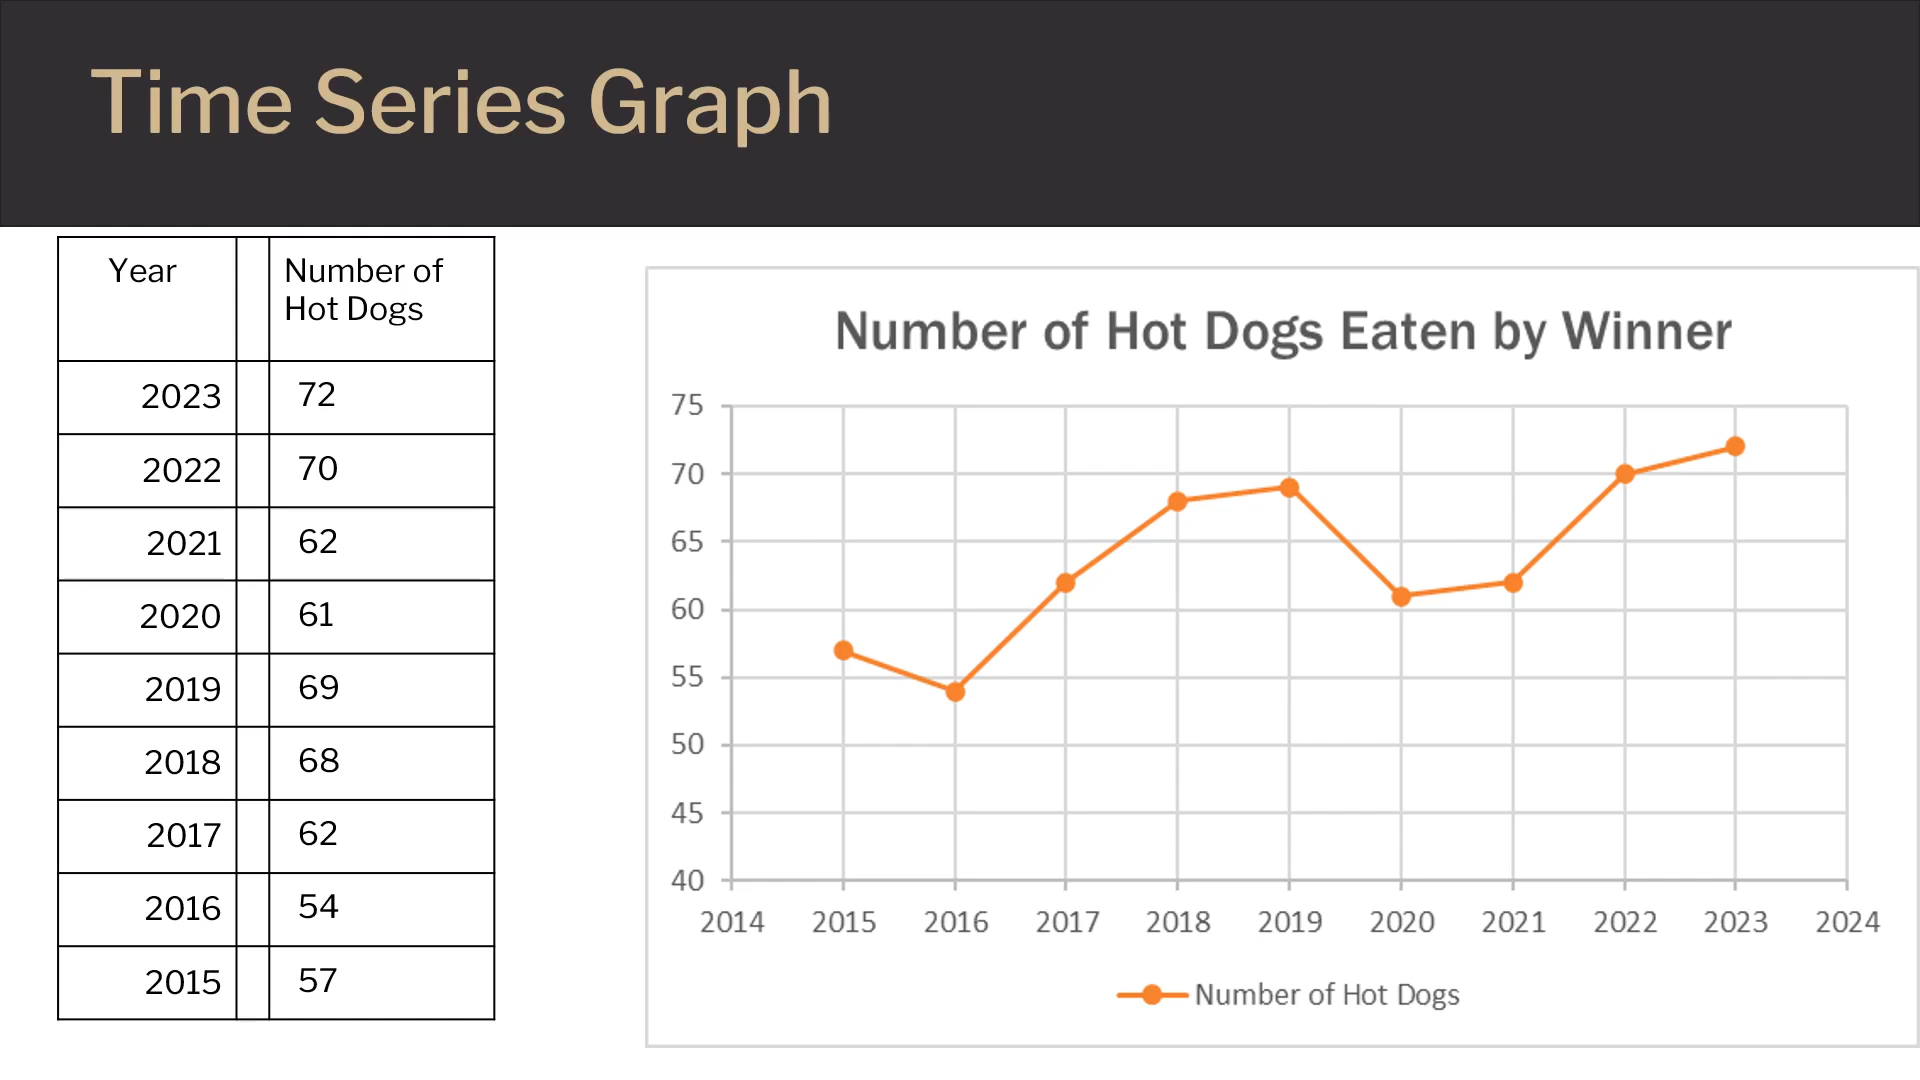 Time Series Graph
Year Number of
Hot Dogs
2023 72
2022 70
2021 62
2020 61
2019 69
2018 68
2017 62
2016 54
2015 57
Number of Hot Dogs Eaten by Winner
75
70
65
60
55
50
45
40
2014 2015 2016 2017 2018 2019 2020 2021 2022 2023 2024
Number of Hot Dogs